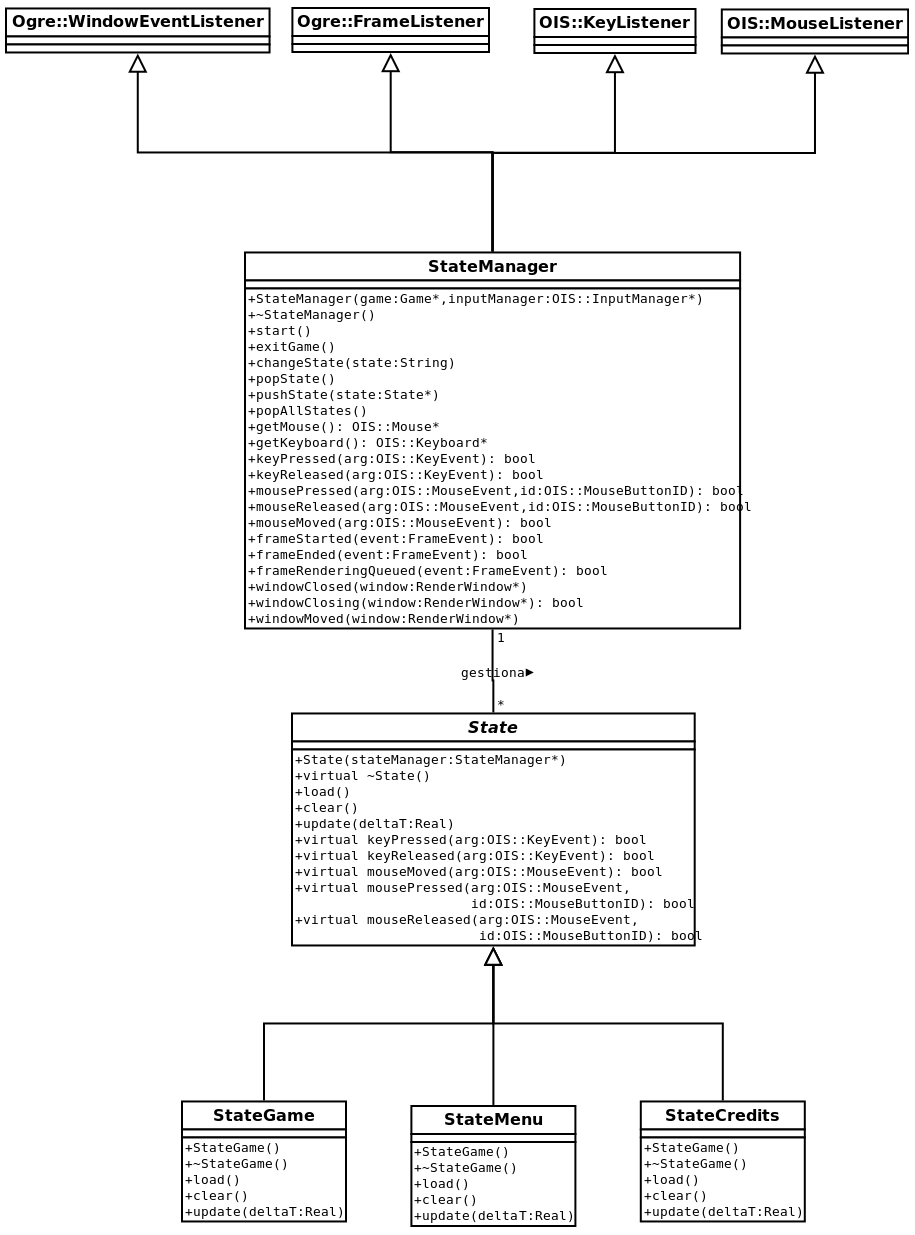 Ogre::WindowEventListener
Ogre::FrameListener
OIS::KeyListener
OIS::MouseListener
StateManager
+StateManager(game:Game*,inputManager:OIS::InputManager*)
+~StateManager()
+start()
+exitGame()
+changeState(state:String)
+popState()
+pushState(state:State*)
+popAllStates()
+getMouse(): OIS::Mouse*
+getKeyboard(): OIS::Keyboard*
+keyPressed(arg:OIS::KeyEvent): bool
+keyReleased(arg:OIS::KeyEvent): bool
+mousePressed(arg:OIS::MouseEvent,id:OIS::MouseButtonID): bool
+mouseReleased(arg:OIS::MouseEvent,id:OIS::MouseButtonID): bool
+mouseMoved(arg:OIS::MouseEvent): bool
+frameStarted(event:FrameEvent): bool
+frameEnded(event:FrameEvent): bool
+frameRenderingQueued(event:FrameEvent): bool
+windowClosed(window:RenderWindow*)
+windowClosing(window:RenderWindow*): bool
+windowMoved(window:RenderWindow*)
1
gestiona▶
*
State
+State(stateManager:StateManager*)
+virtual ~State()
+load()
+clear()
+update(deltaT:Real)
+virtual keyPressed(arg:OIS::KeyEvent): bool
+virtual keyReleased(arg:OIS::KeyEvent): bool
+virtual mouseMoved(arg:OIS::MouseEvent): bool
+virtual mousePressed(arg:OIS::MouseEvent,
id:OIS::MouseButtonID): bool
+virtual mouseReleased(arg:OIS::MouseEvent,
id:OIS::MouseButtonID): bool
StateGame
+StateGame()
+~StateGame()
+load()
+clear()
+update(deltaT:Real)
StateMenu
+StateGame()
+~StateGame()
+load()
+clear()
+update(deltaT:Real)
StateCredits
+StateGame()
+~StateGame()
+load()
+clear()
+update(deltaT:Real)